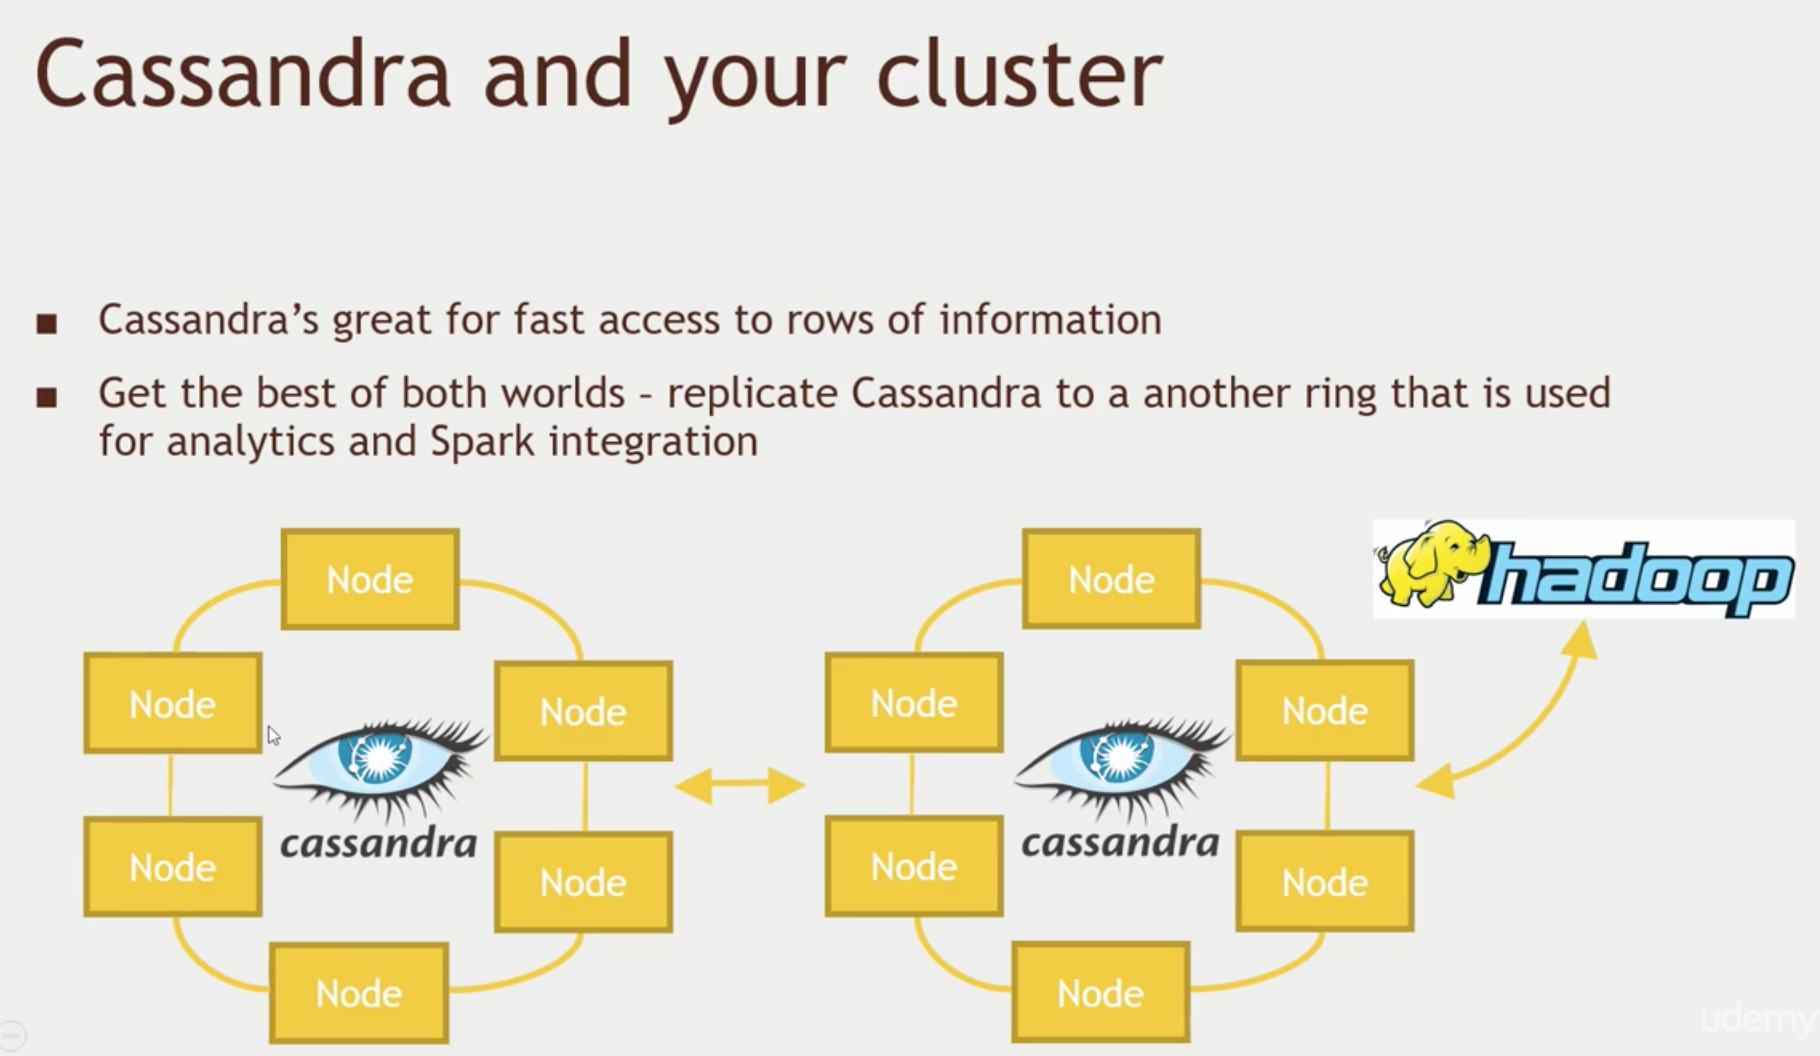 Cassandra and your cluster
■ Cassandra’s great for fast access to rows of information
■ Get the best of both worlds – replicate Cassandra to a another ring that is used
for analytics and Spark integration
Node
Node
Node
cassandra
Node
Node
Node
Node
Node
Node
cassandra
Node
Node
Node
hadoop
udemy